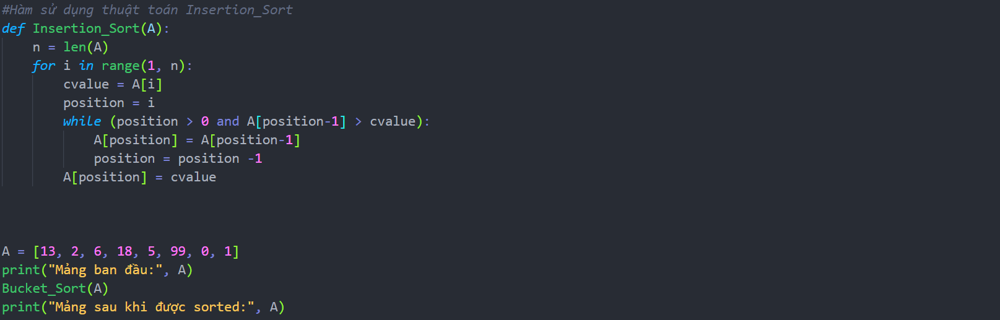 #Hàm sử dụng thuật toán Insertion_Sort
def Insertion_Sort(A):
    n = len(A)
    for i in range(1, n):
        cvalue = A[i]
        position = i
        while (position > 0 and A[position-1] > cvalue):
            A[position] = A[position-1]
            position = position -1
        A[position] = cvalue
A = [13, 2, 6, 18, 5, 99, 0, 1]
print("Mảng ban đầu:", A)
Bucket_Sort(A)
print("Mảng sau khi được sorted:", A)